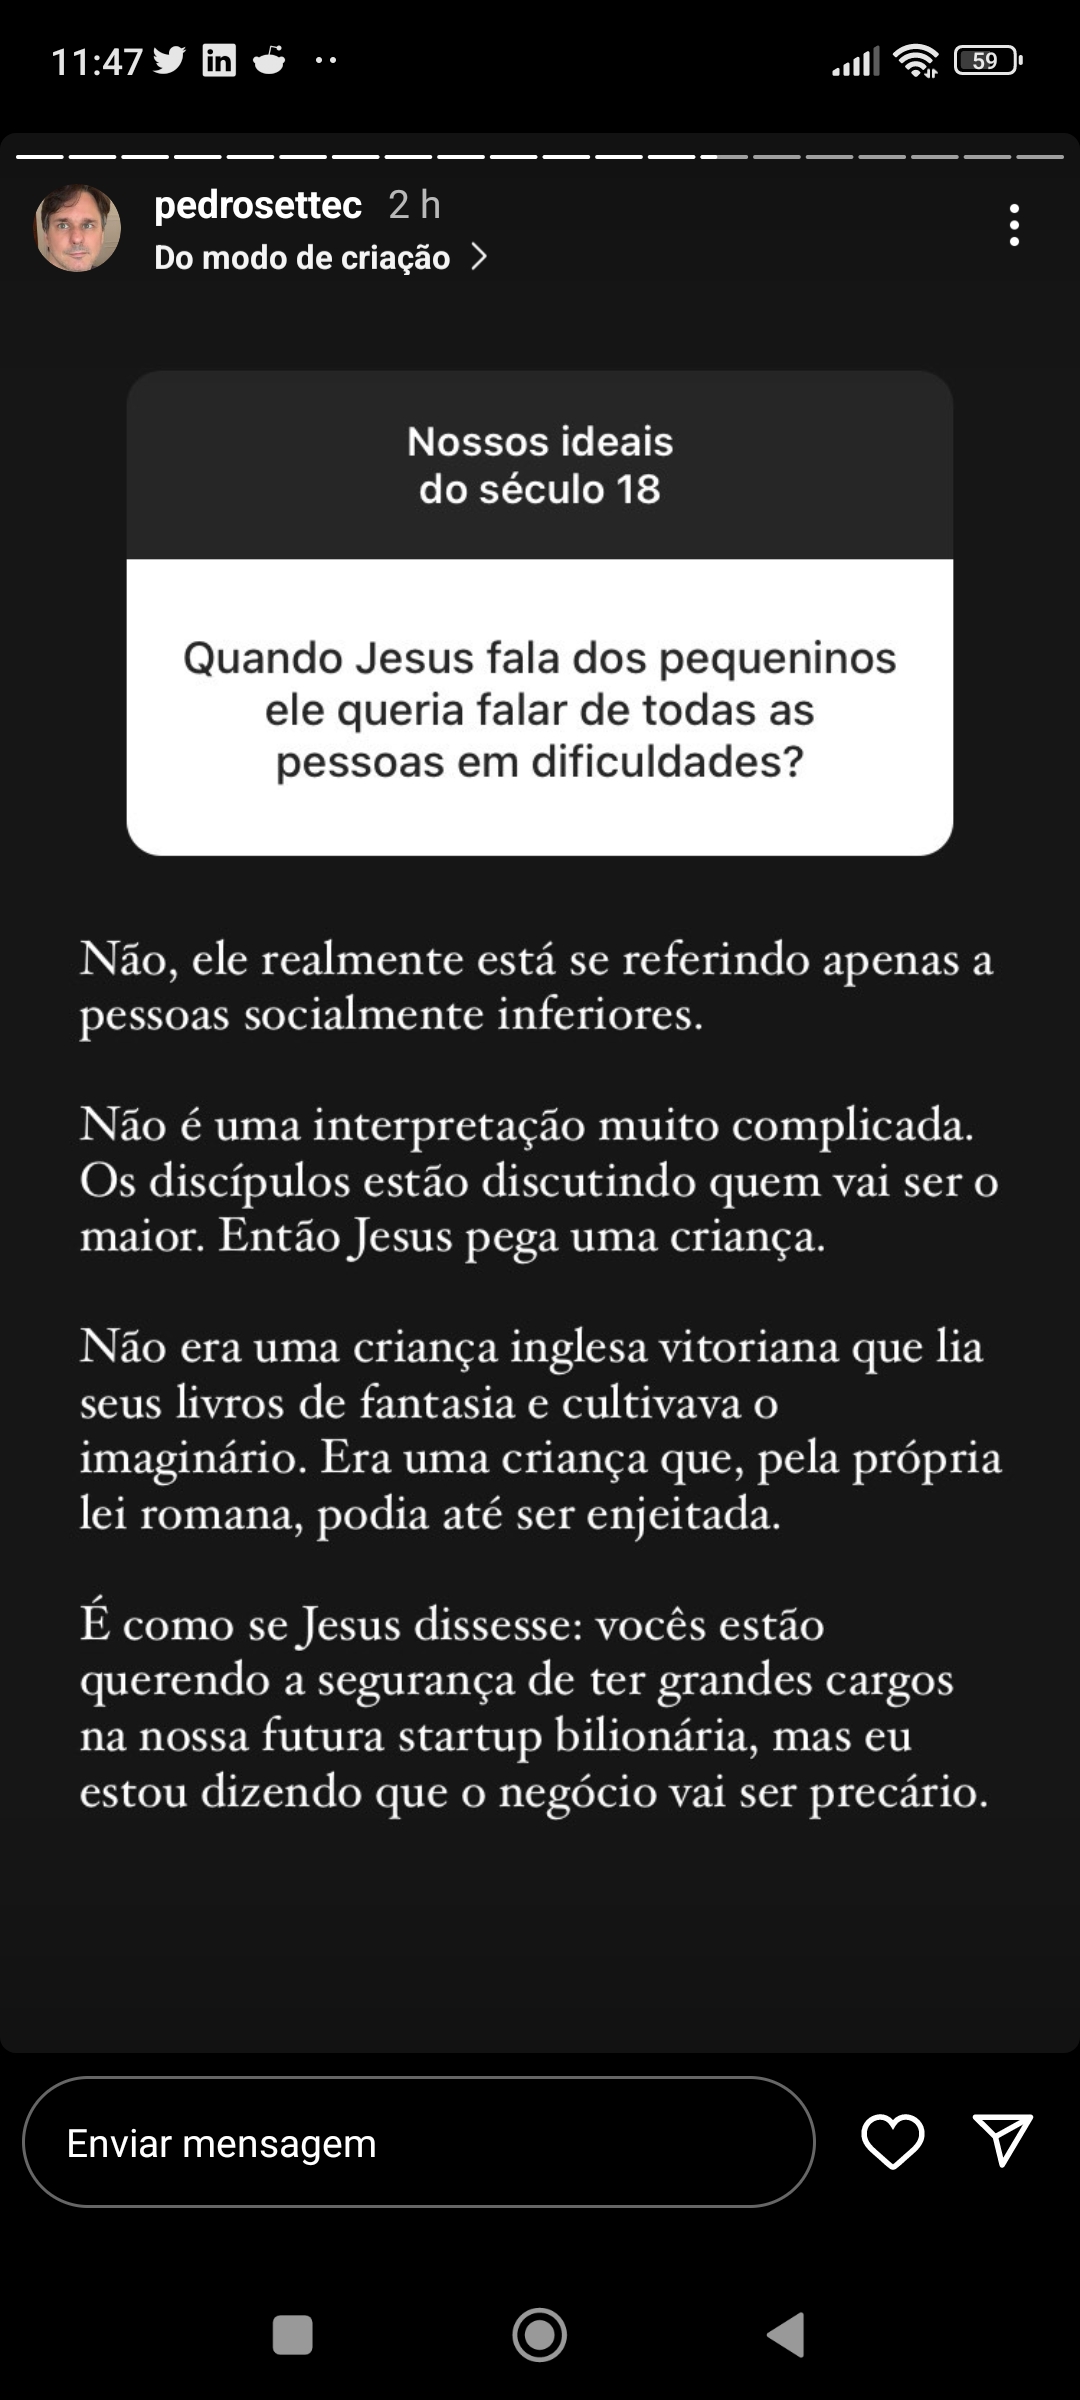 11:47
59
pedrosettec 2 h
Do modo de criação
Nossos ideais
do século 18
Quando Jesus fala dos pequeninos
ele queria falar de todas as
pessoas em dificuldades?
Não, ele realmente está se referindo apenas a
pessoas socialmente inferiores.
Não é uma interpretação muito complicada.
Os discípulos estão discutindo quem vai ser o
maior. Então Jesus pega uma criança.
Não era uma criança inglesa vitoriana que lia
seus livros de fantasia e cultivava o
imaginário. Era uma criança que, pela própria
lei romana, podia até ser enjeitada.
É como se Jesus dissesse: vocês estão
querendo a segurança de ter grandes cargos
na nossa futura startup bilionária, mas eu
estou dizendo que o negócio vai ser precário.
Enviar mensagem